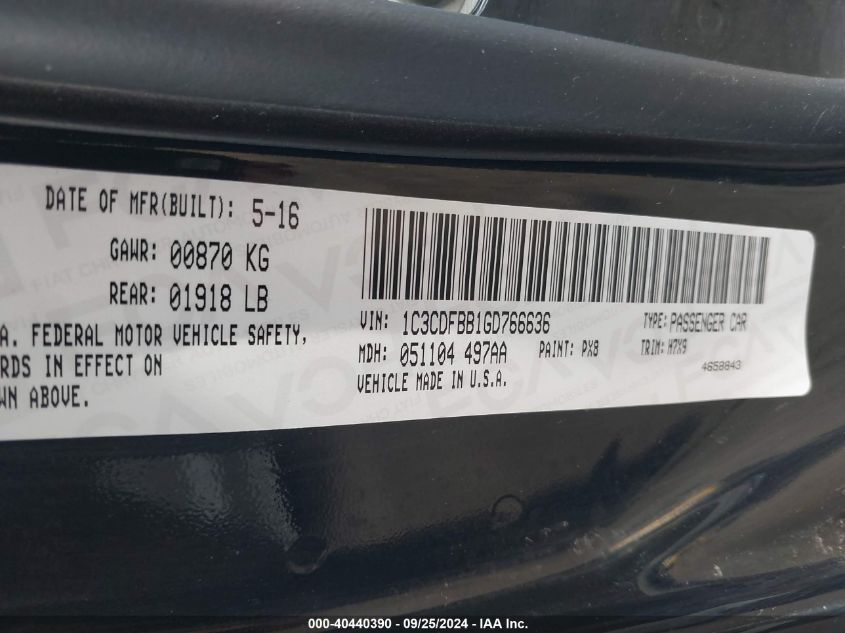 DATE OF MFR(BUILT): 5-16
GAWR: 00870 KG
REAR: 01918 LB
A. FEDERAL MOTOR VEHICLE SAFETY,
RDS IN EFFECT ON
WN ABOVE.
VIN: 1C3CDFBB1GD766636 TYPE: PASSENGER CAR
MDH: 051104 497AA PAINT: PX8 TRIM: H7X9
VEHICLE MADE IN U.S.A. 4658843
000-40440390 - 09/25/2024 - IAA Inc.